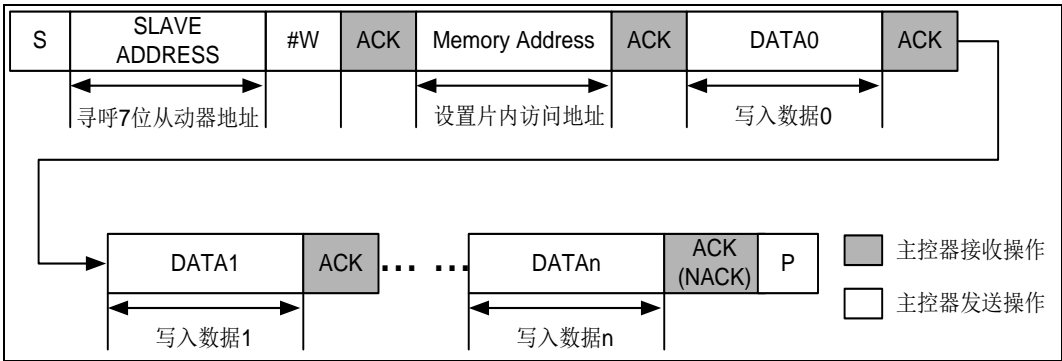 S SLAVE ADDRESS #W ACK Memory Address ACK DATA0 ACK
寻呼7位从动器地址 设置片内访问地址 写入数据0
DATA1 ACK ... ... DATAn ACK (NACK) P
写入数据1 写入数据n
主控器接收操作
主控器发送操作